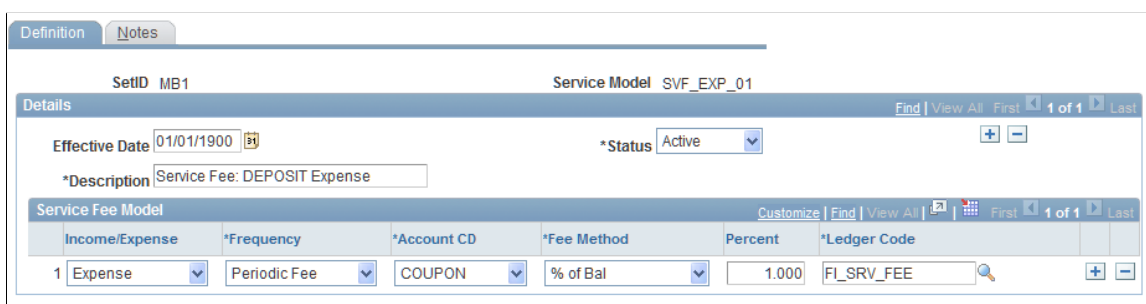 Definition Notes
SetID MB1 Service Model SVF_EXP_01
Details Find | View All First 1 of 1 Last
Effective Date 01/01/1900 31 *Status Active
*Description Service Fee: DEPOSIT Expense
Service Fee Model Customize | Find | View All | First 1 of 1 Last
Income/Expense *Frequency *Account CD *Fee Method Percent *Ledger Code
1 Expense Periodic Fee COUPON % of Bal 1.000 FI_SRV_FEE